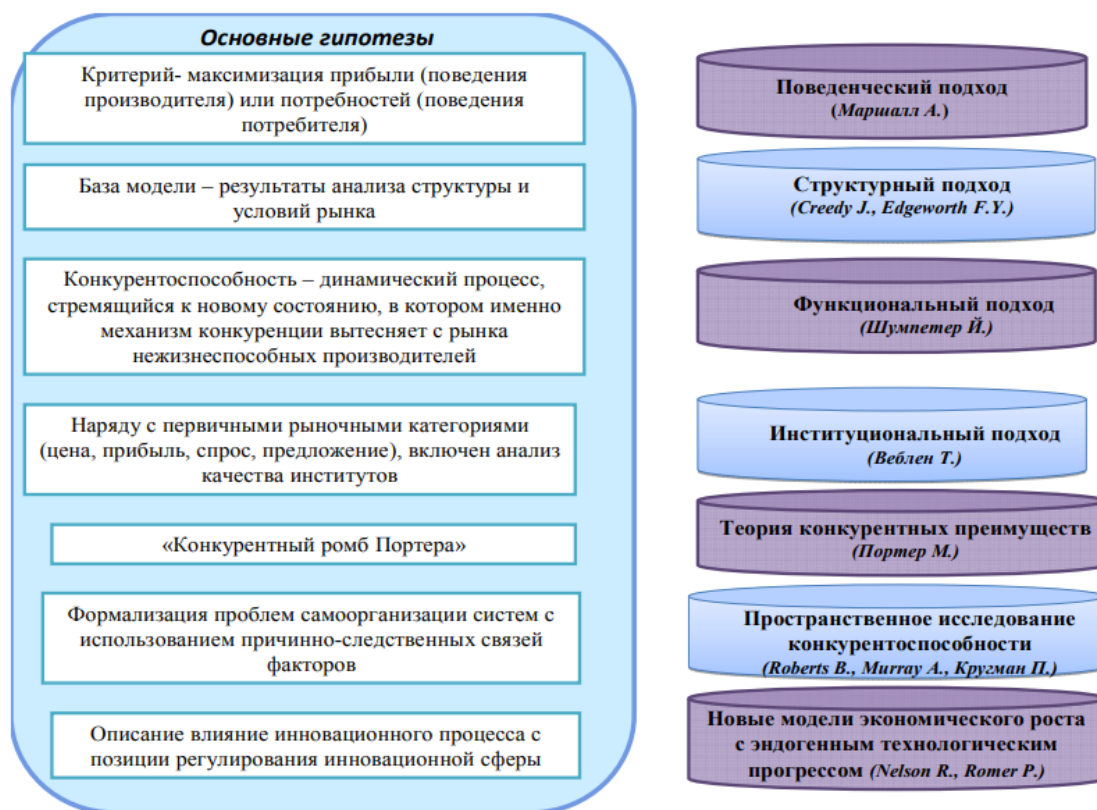 Основные гипотезы
Критерий- максимизация прибыли (поведения
производителя) или потребностей (поведения
потребителя)
Поведенческий подход
(Маршалл А.)
База модели – результаты анализа структуры и
условий рынка
Структурный подход
(Creedy J., Edgeworth F.Y.)
Конкурентоспособность – динамический процесс,
стремящийся к новому состоянию, в котором именно
механизм конкуренции вытесняет с рынка
нежизнеспособных производителей
Функциональный подход
(Шумпетер Й.)
Наряду с первичными рыночными категориями
(цена, прибыль, спрос, предложение), включен анализ
качества институтов
Институциональный подход
(Веблен Т.)
«Конкурентный ромб Портера»
Теория конкурентных преимуществ
(Портер М.)
Формализация проблем самоорганизации систем с
использованием причинно-следственных связей
факторов
Пространственное исследование
конкурентоспособности
(Roberts B., Murray A., Кругман П.)
Описание влияние инновационного процесса с
позиции регулирования инновационной сферы
Новые модели экономического роста
с эндогенным технологическим
прогрессом (Nelson R., Romer P.)